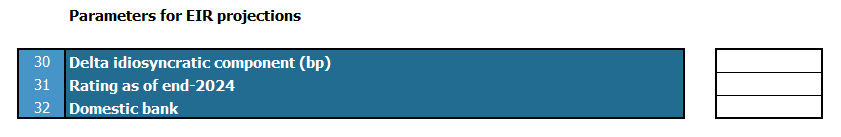 Parameters for EIR projections
30 Delta idiosyncratic component (bp)
31 Rating as of end-2024
32 Domestic bank